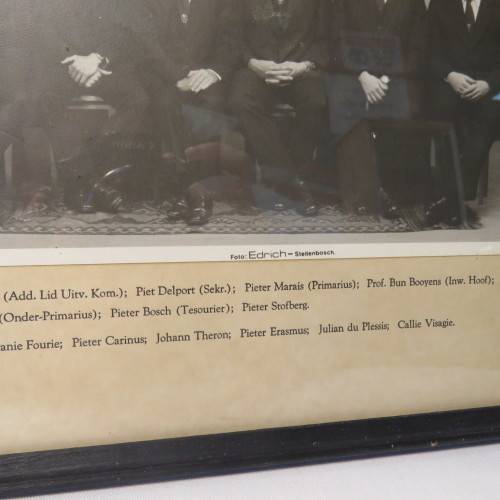 Foto: Edrich – Stellenbosch
(Add. Lid Uitv. Kom.); Piet Delport (Sekr.); Pieter Marais (Primarius); Prof. Bun Booyens (Inw. Hoof);
(Onder-Primarius); Pieter Bosch (Tesourier); Pieter Stofberg.
anie Fourie; Pieter Carinus; Johann Theron; Pieter Erasmus; Julian du Plessis; Callie Visagie.